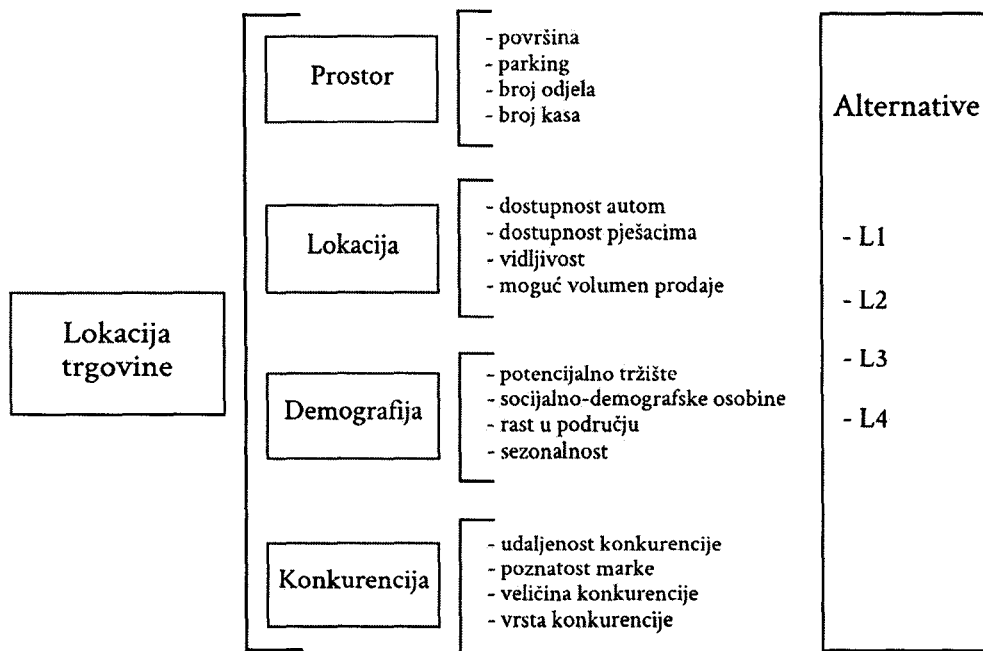 Lokacija
trgovine
Prostor
- površina
- parking
- broj odjela
- broj kasa
Lokacija
- dostupnost autom
- dostupnost pješacima
- vidljivost
- moguć volumen prodaje
Demografija
- potencijalno tržište
- socijalno-demografske osobine
- rast u području
- sezonalnost
Konkurencija
- udaljenost konkurencije
- poznatost marke
- veličina konkurencije
- vrsta konkurencije
Alternative
- L1
- L2
- L3
- L4